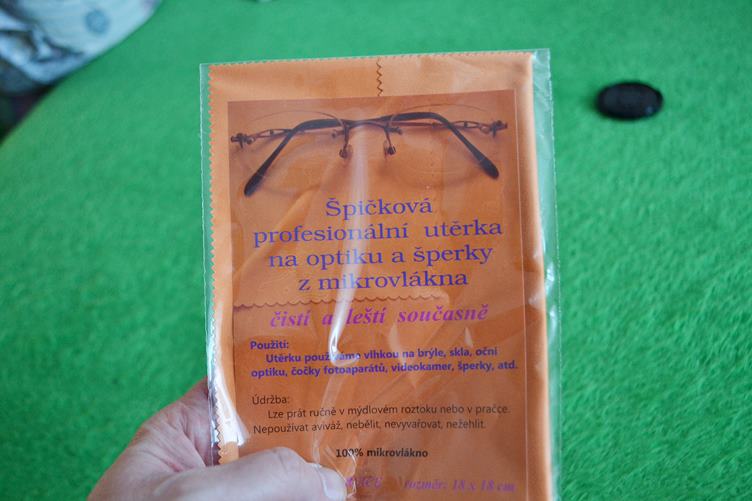 Špičková
profesionální utěrka
na optiku a šperky
z mikrovlákna
čistí a leští současně
Použití:
Utěrku používáme vlhkou na brýle, skla, oční
optiku, čočky fotoaparátů, videokamer, šperky, atd.
Údržba:
Lze prát ručně v mýdlovém roztoku nebo v pračce.
Nepoužívat aviváž, nebělit, nevyvařovat, nežehlit.
100% mikrovlákno
rozměr: 18 x 18 cm